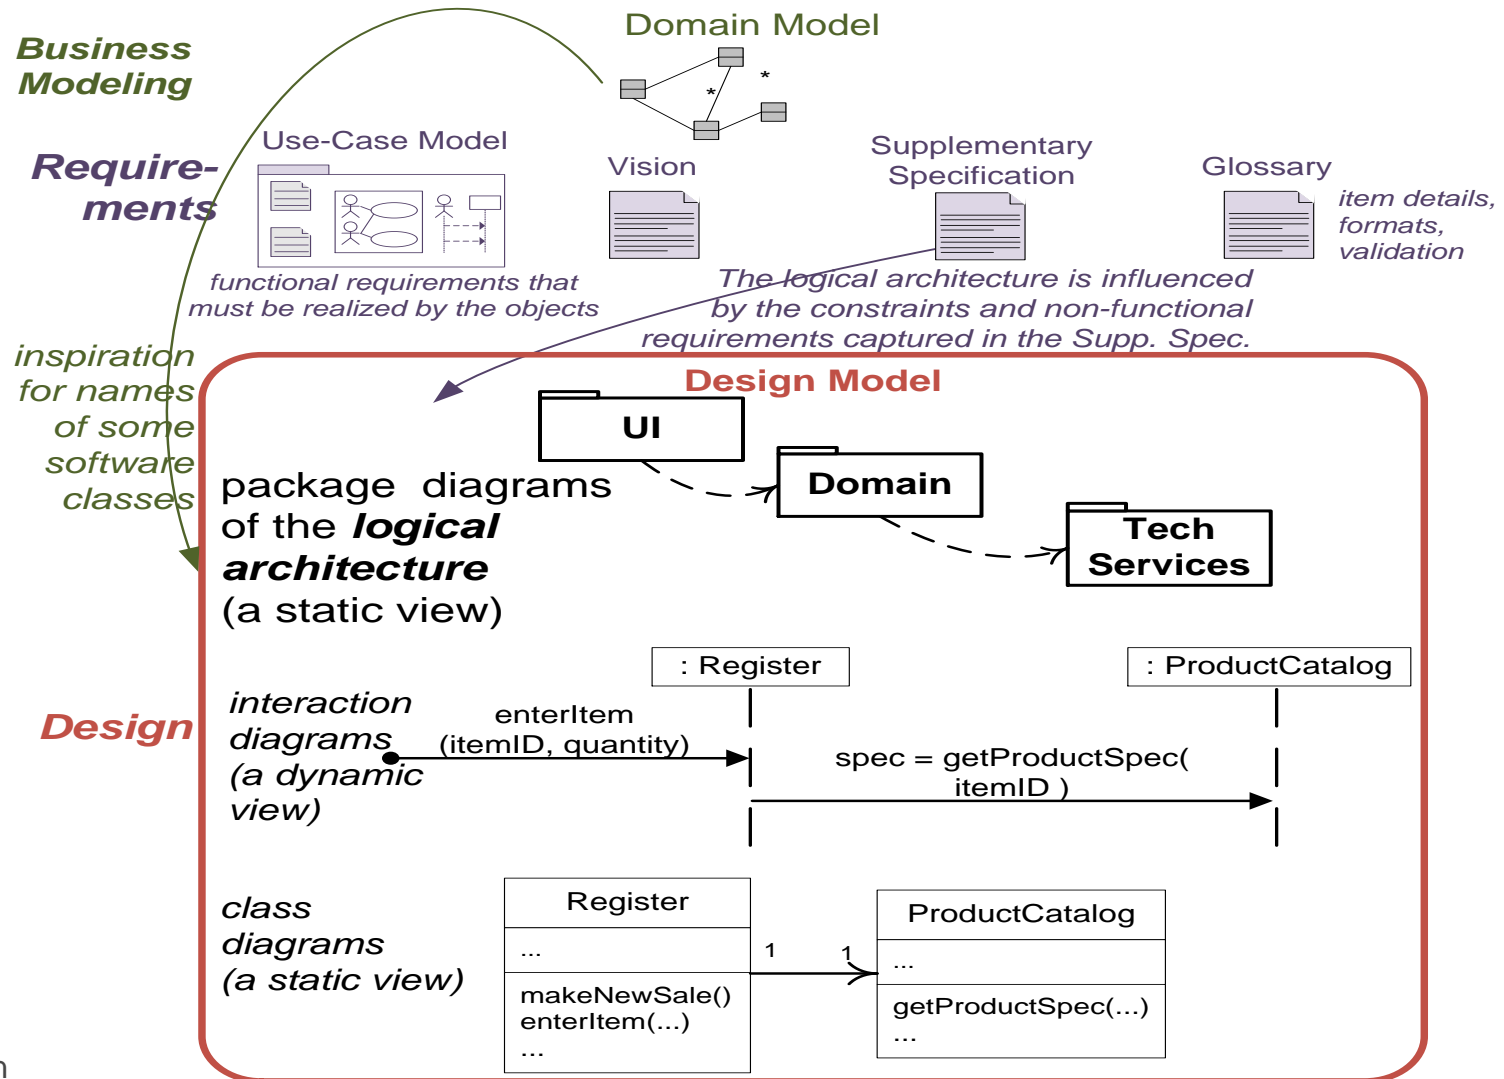 Business
Modeling
Domain Model
*
*
Require-
ments
Use-Case Model
Vision
Supplementary
Specification
Glossary
item details,
formats,
validation
functional requirements that
must be realized by the objects
The logical architecture is influenced
by the constraints and non-functional
requirements captured in the Supp. Spec.
inspiration
for names
of some
software
classes
Design Model
UI
Domain
Tech
Services
package diagrams
of the logical
architecture
(a static view)
Design
: Register
: ProductCatalog
interaction
diagrams
(a dynamic
view)
enterItem
(itemID, quantity)
spec = getProductSpec(
itemID )
class
diagrams
(a static view)
Register
...
makeNewSale()
enterItem(...)
...
1
1
ProductCatalog
...
getProductSpec(...)
...
n